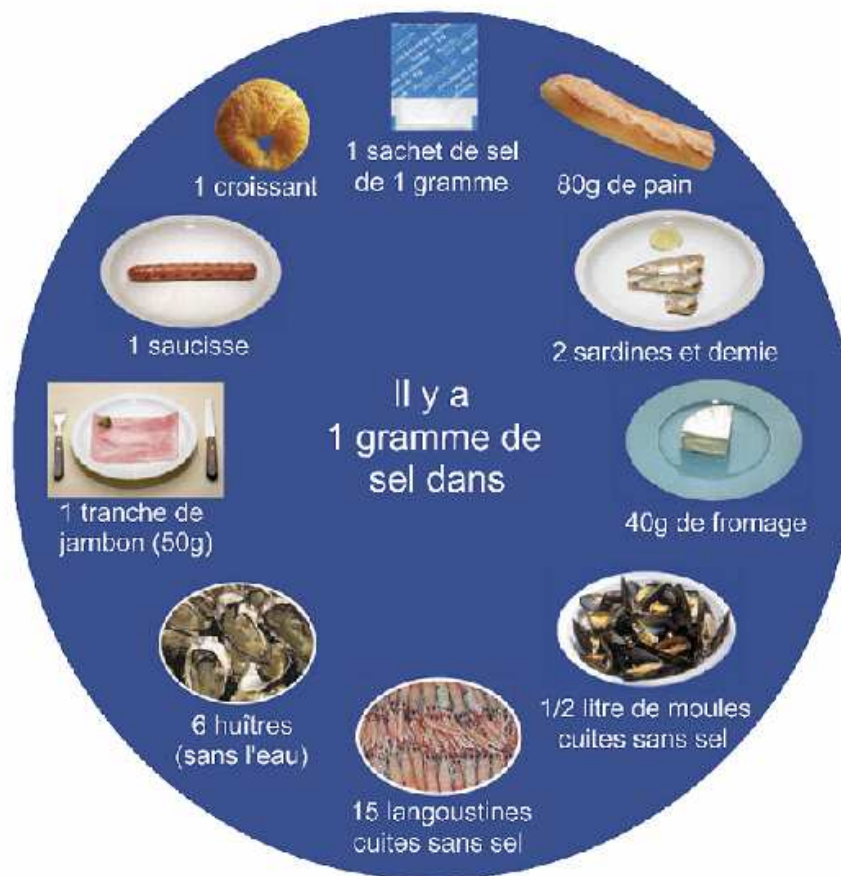 1 sachet de sel
de 1 gramme
1 croissant
80g de pain
1 saucisse
2 sardines et demie
Il y a
1 gramme de
sel dans
1 tranche de
jambon (50g)
40g de fromage
6 huîtres
(sans l'eau)
1/2 litre de moules
cuites sans sel
15 langoustines
cuites sans sel